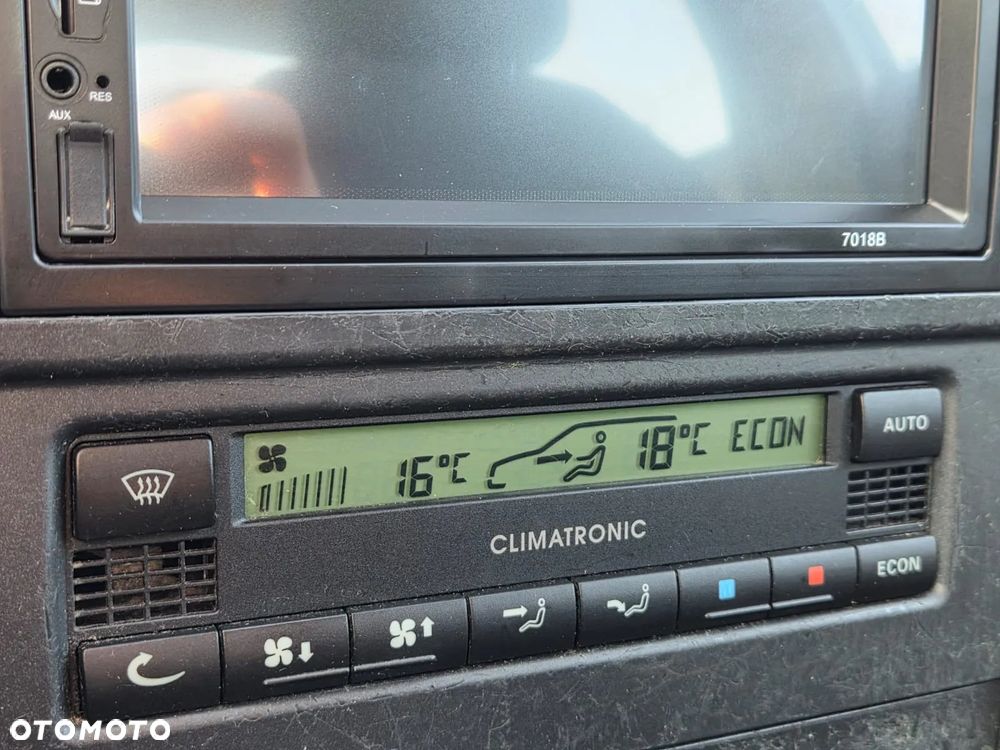 RES
AUX
7018B
AUTO
16°C 18°C ECON
CLIMATRONIC
ECON
OTOMOTO